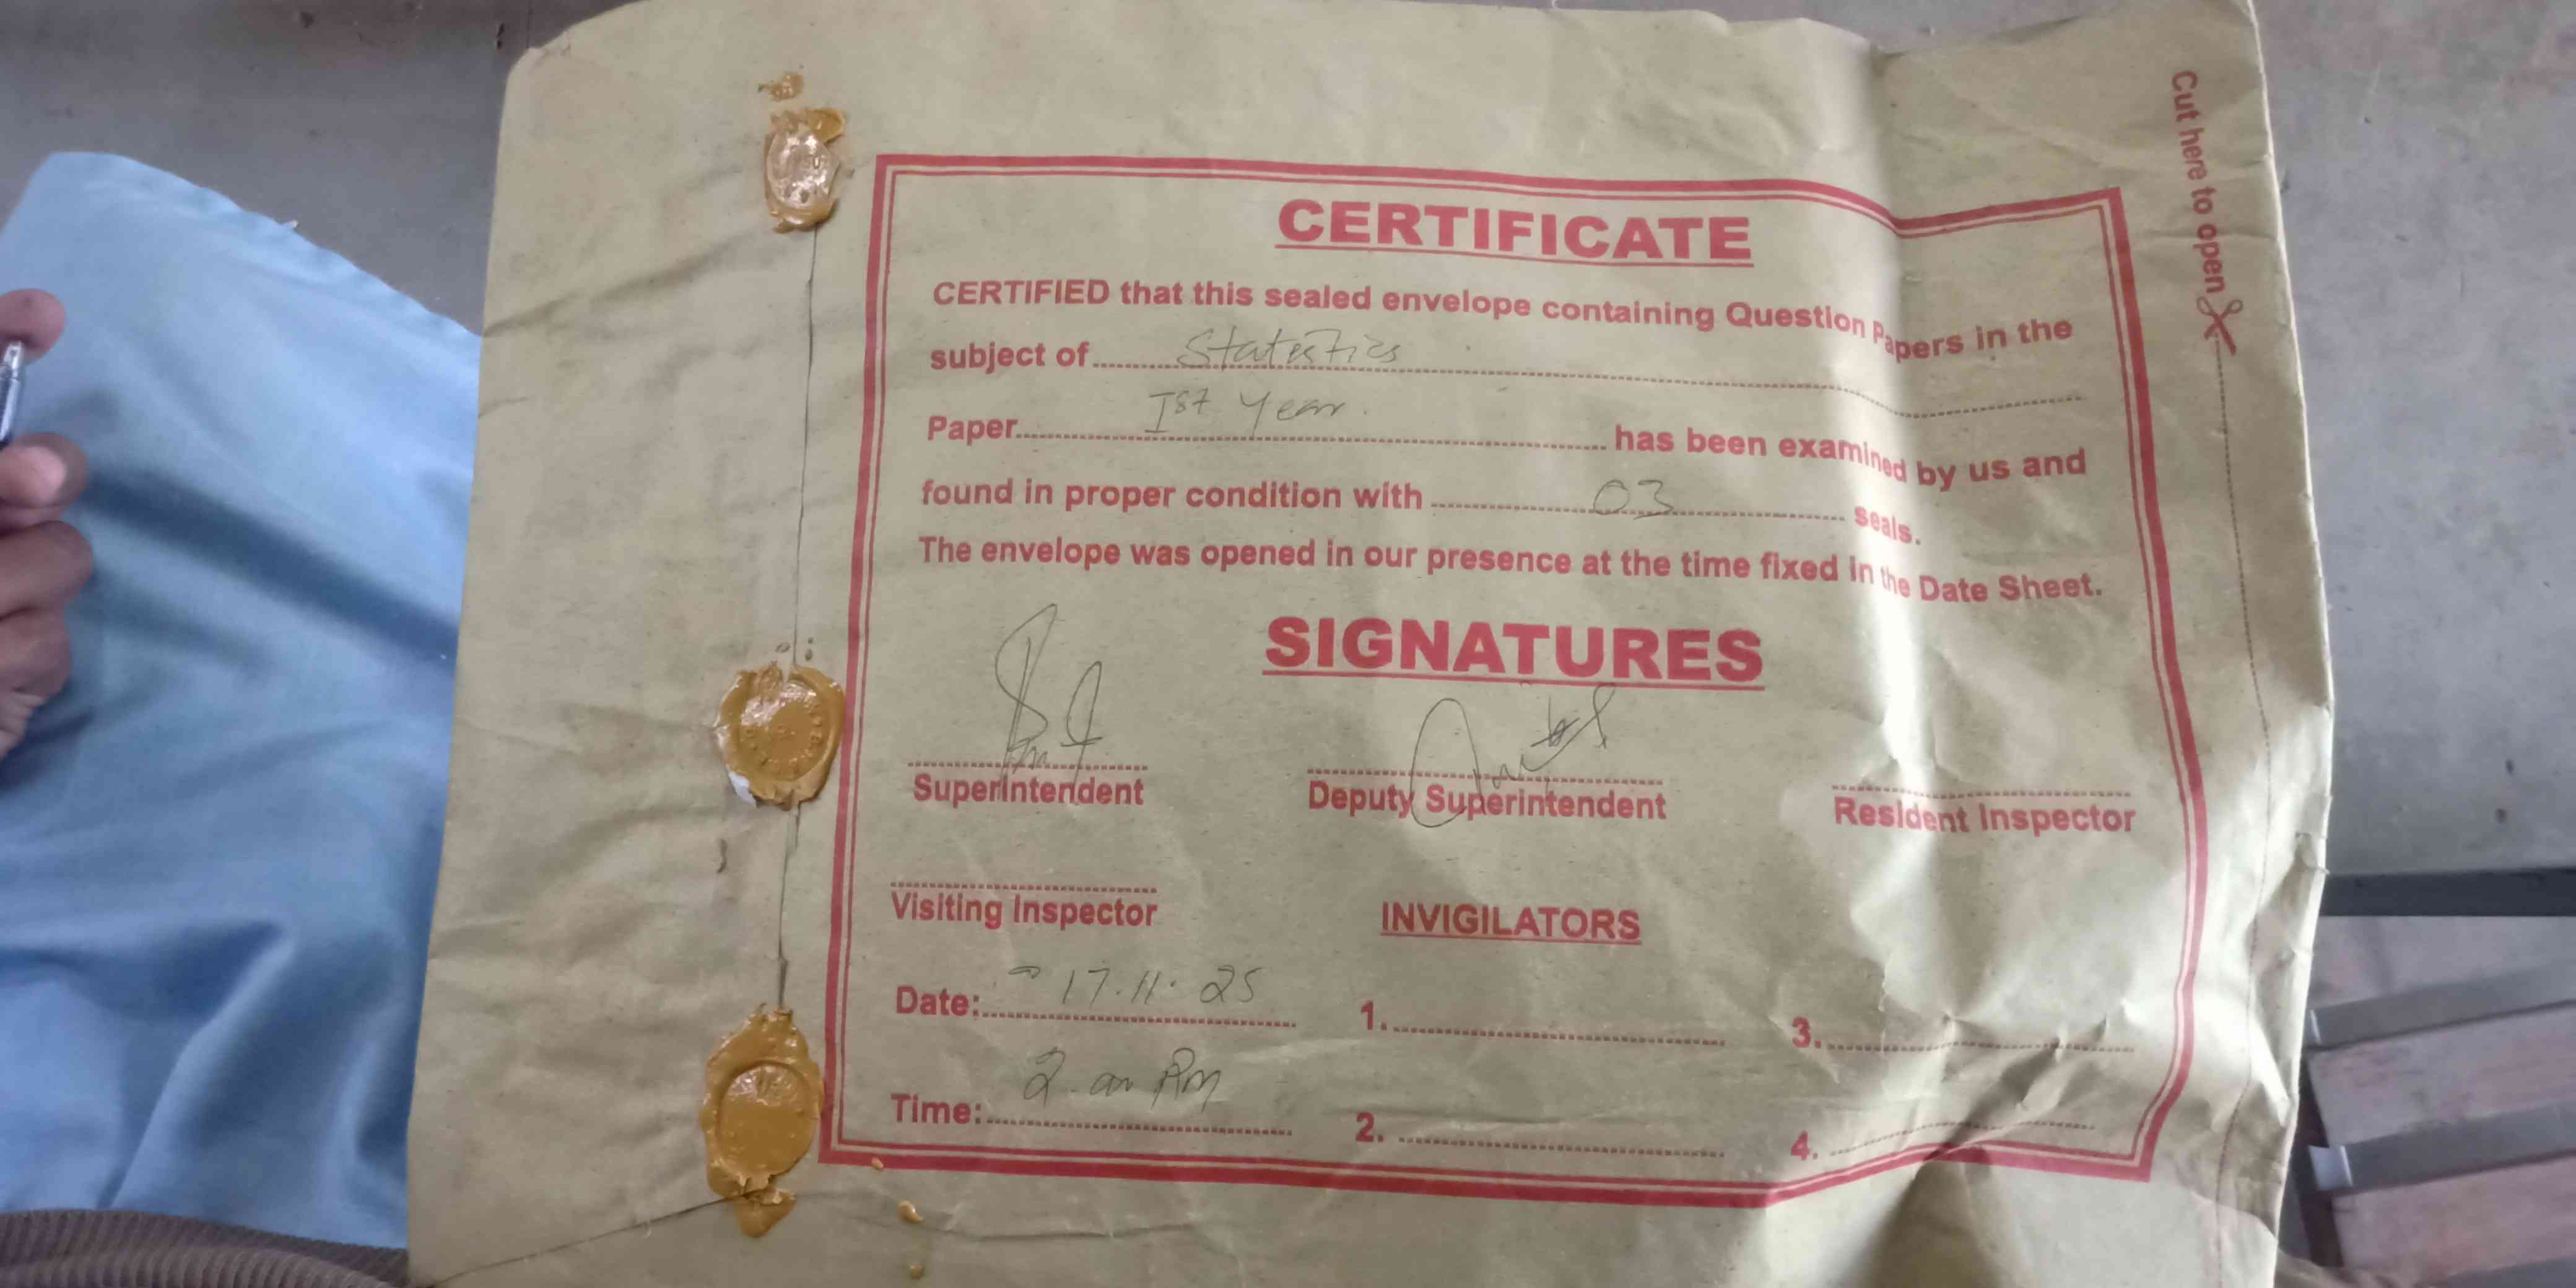 Cut here to open
CERTIFICATE
CERTIFIED that this sealed envelope containing Question Papers in the
subject of Statistics
Paper Ist Year has been examined by us and
found in proper condition with 03 seals.
The envelope was opened in our presence at the time fixed in the Date Sheet.
SIGNATURES
Superintendent Deputy Superintendent Resident Inspector
Visiting Inspector INVIGILATORS
Date: 17.11.25 1. 3.
Time: 2 Pm 2. 4.